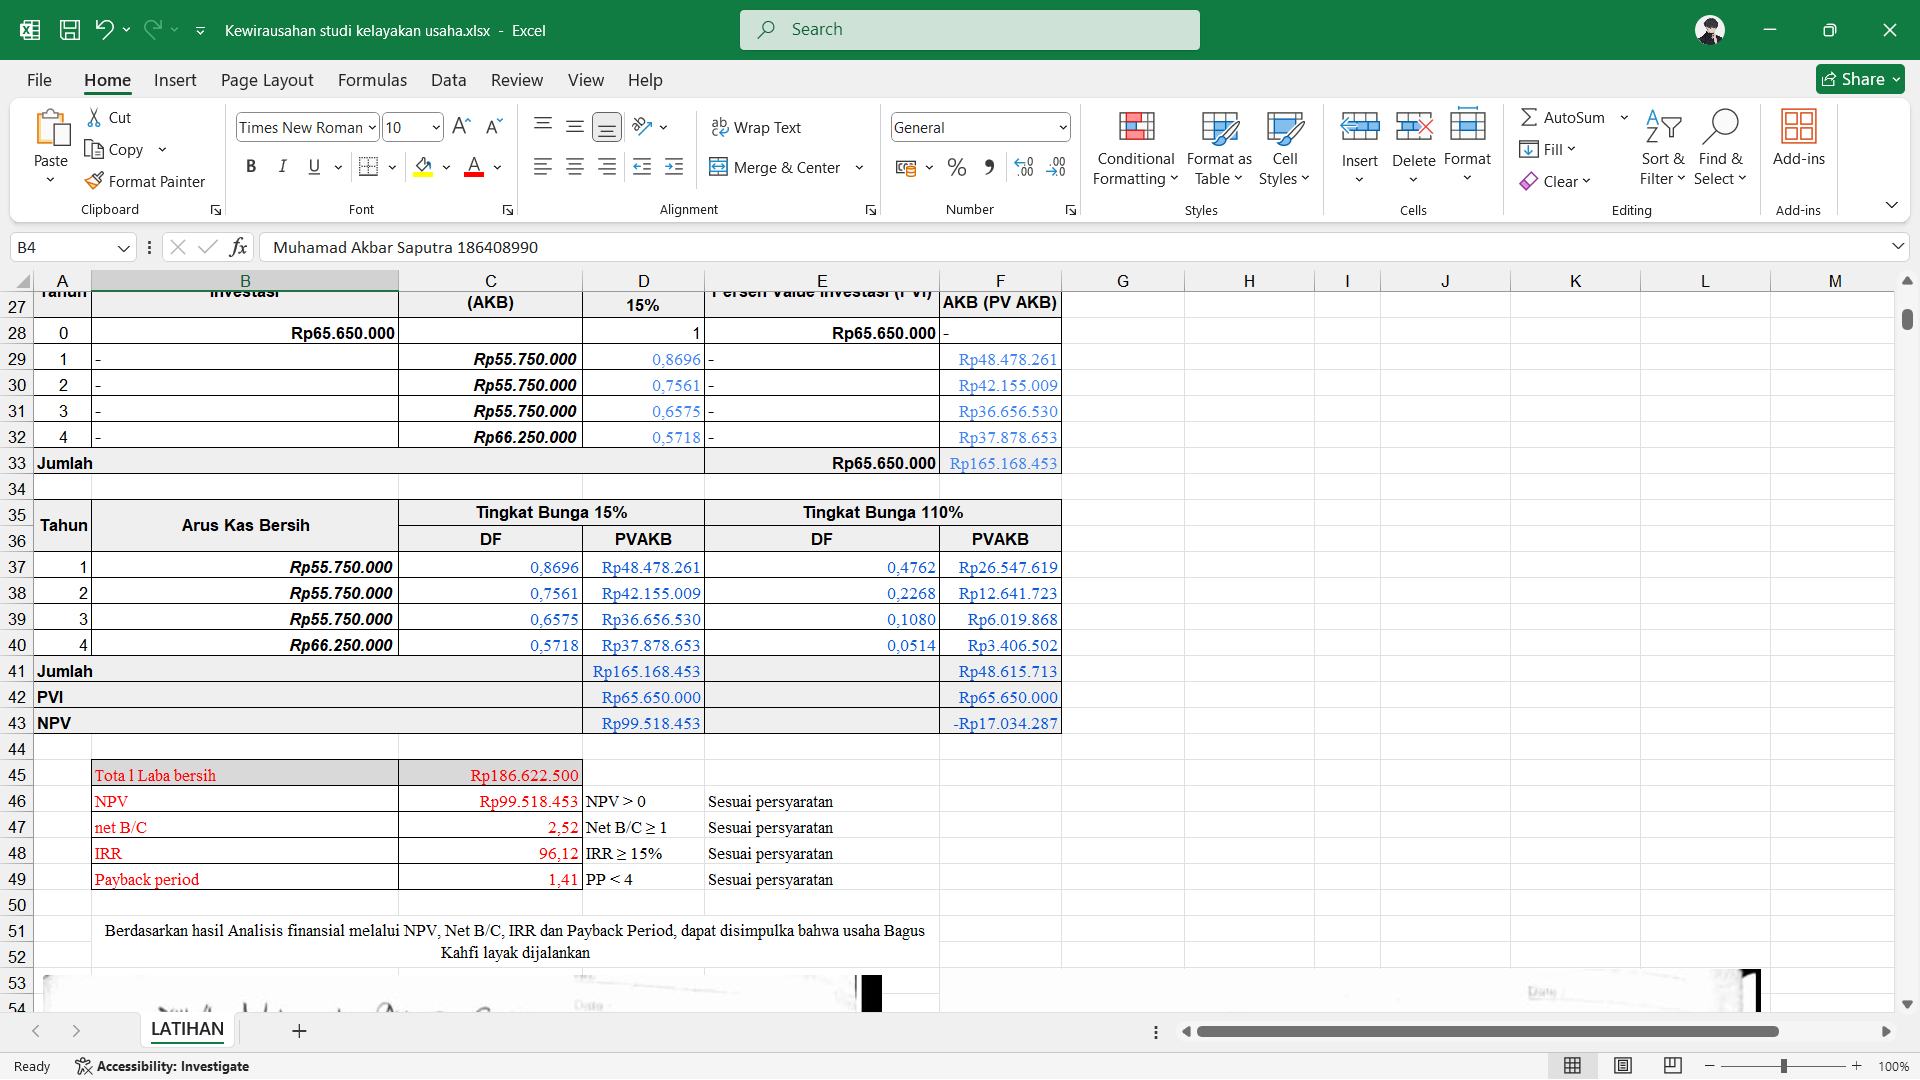 Kewirausahan studi kelayakan usaha.xlsx - Excel
Search
File Home Insert Page Layout Formulas Data Review View Help
Share
Paste
Cut
Copy
Format Painter
Clipboard
Times New Roman 10
B I U
Font
Wrap Text
Merge & Center
Alignment
General
Number
Conditional Formatting
Format as Table
Cell Styles
Styles
Insert
Delete
Format
Cells
AutoSum
Fill
Clear
Sort & Filter
Find & Select
Editing
Add-ins
Add-ins
B4 fx Muhamad Akbar Saputra 186408990
A B C D E F G H I J K L M
27 Tahun Investasi (AKB) 15% Persen Value Investasi (PVI) AKB (PV AKB)
28 0 Rp65.650.000 1 Rp65.650.000 -
29 1 - Rp55.750.000 0,8696 - Rp48.478.261
30 2 - Rp55.750.000 0,7561 - Rp42.155.009
31 3 - Rp55.750.000 0,6575 - Rp36.656.530
32 4 - Rp66.250.000 0,5718 - Rp37.878.653
33 Jumlah Rp65.650.000 Rp165.168.453
34
35 Tahun Arus Kas Bersih Tingkat Bunga 15% Tingkat Bunga 110%
36 DF PVAKB DF PVAKB
37 1 Rp55.750.000 0,8696 Rp48.478.261 0,4762 Rp26.547.619
38 2 Rp55.750.000 0,7561 Rp42.155.009 0,2268 Rp12.641.723
39 3 Rp55.750.000 0,6575 Rp36.656.530 0,1080 Rp6.019.868
40 4 Rp66.250.000 0,5718 Rp37.878.653 0,0514 Rp3.406.502
41 Jumlah Rp165.168.453 Rp48.615.713
42 PVI Rp65.650.000 Rp65.650.000
43 NPV Rp99.518.453 -Rp17.034.287
44
45 Tota l Laba bersih Rp186.622.500
46 NPV Rp99.518.453 NPV > 0 Sesuai persyaratan
47 net B/C 2,52 Net B/C ≥ 1 Sesuai persyaratan
48 IRR 96,12 IRR ≥ 15% Sesuai persyaratan
49 Payback period 1,41 PP < 4 Sesuai persyaratan
50
51 Berdasarkan hasil Analisis finansial melalui NPV, Net B/C, IRR dan Payback Period, dapat disimpulka bahwa usaha Bagus
52 Kahfi layak dijalankan
53
54
LATIHAN
Ready Accessibility: Investigate 100%